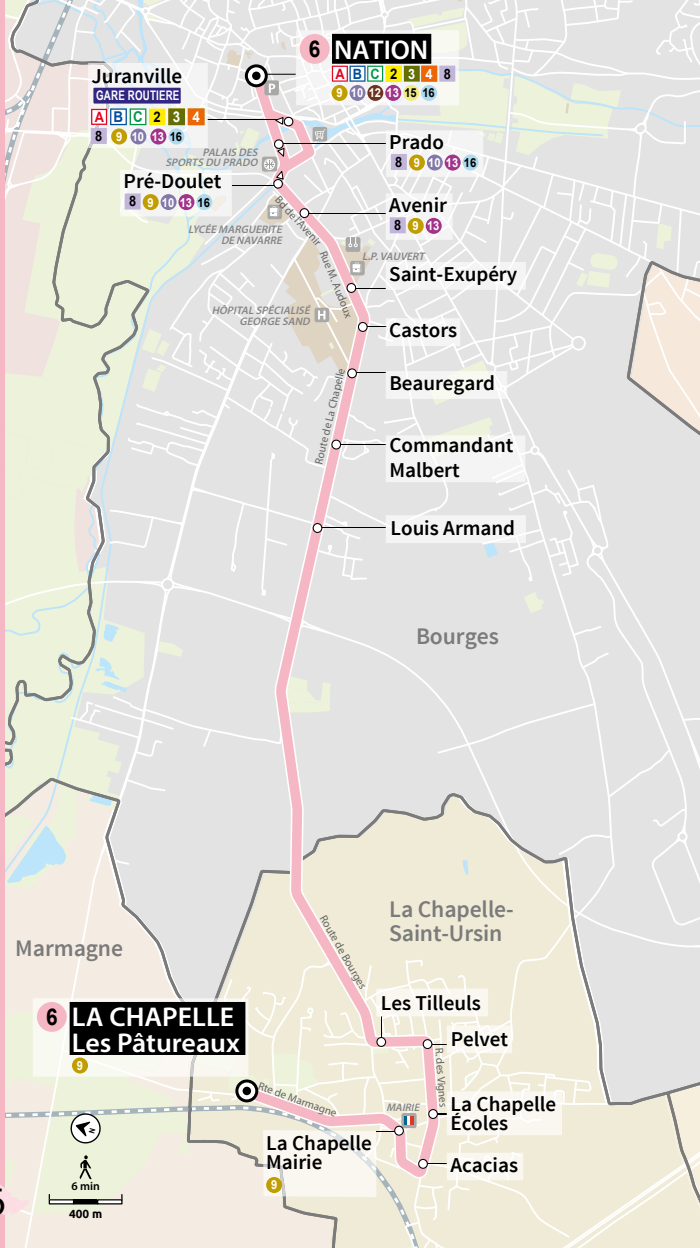 6 NATION
A B C 2 3 4 8
9 10 12 13 15 16
P
Juranville
GARE ROUTIERE
A B C 2 3 4
8 9 10 13 16
PALAIS DES
SPORTS DU PRADO
Prado
8 9 10 13 16
Pré-Doulet
8 9 10 13 16
Avenir
8 9 13
Bd de l'Avenir
LYCÉE MARGUERITE
DE NAVARRE
L.P. VAUVERT
Rue M. Audoux
Saint-Exupéry
HÔPITAL SPÉCIALISÉ
GEORGE SAND
H
Castors
Beauregard
Route de La Chapelle
Commandant
Malbert
Louis Armand
Bourges
La Chapelle-
Saint-Ursin
Marmagne
Route de Bourges
6 LA CHAPELLE
Les Pâtureaux
9
Les Tilleuls
Pelvet
R. des Vignes
Rte de Marmagne
MAIRIE
La Chapelle
Écoles
La Chapelle
Mairie
9
Acacias
6 min
400 m